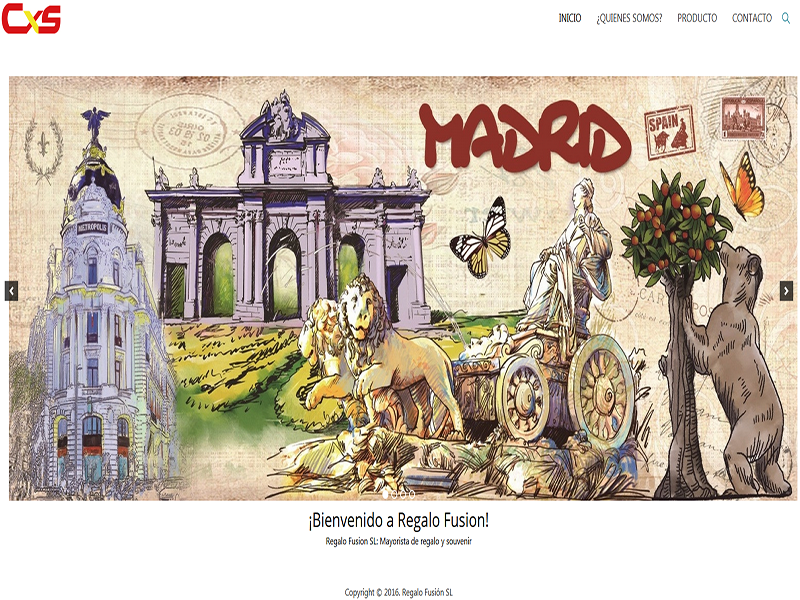 CxS
INICIO ¿QUIENES SOMOS? PRODUCTO CONTACTO
MADRID
SPAIN
METROPOLIS
¡Bienvenido a Regalo Fusion!
Regalo Fusion SL: Mayorista de regalo y souvenir
Copyright © 2016. Regalo Fusión SL